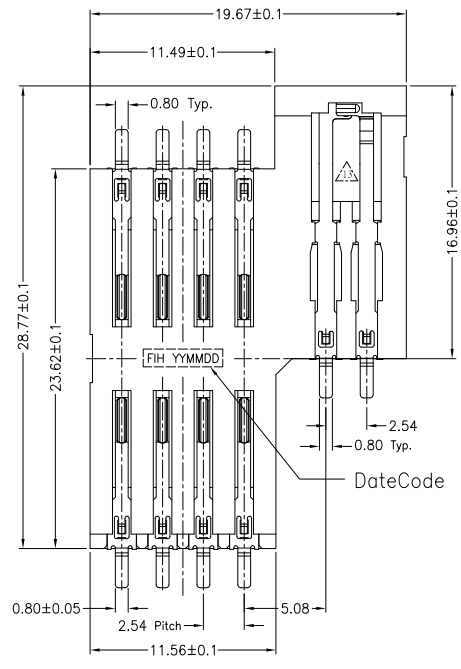 19.67±0.1
11.49±0.1
0.80 Typ.
13
16.96±0.1
28.77±0.1
23.62±0.1
FIH YYMMDD
2.54
0.80 Typ.
DateCode
0.80±0.05
5.08
2.54 Pitch
11.56±0.1